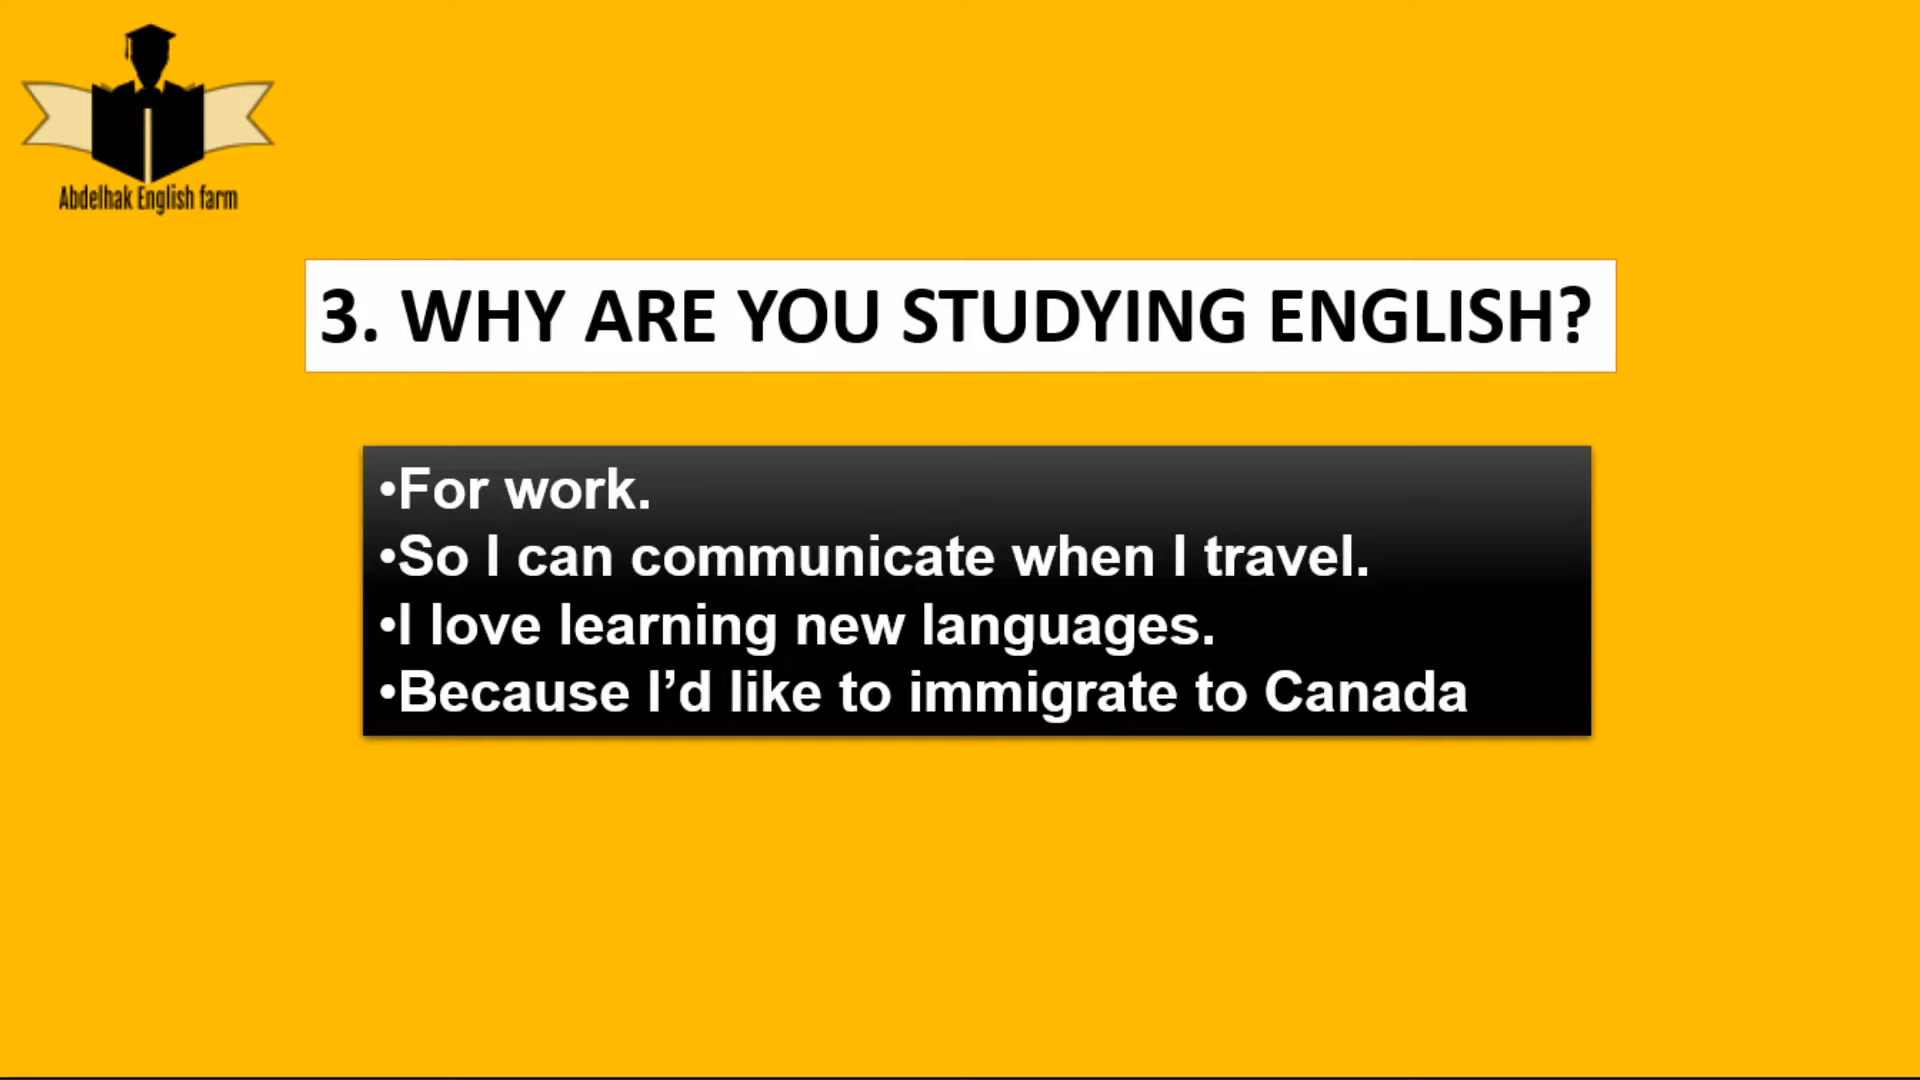 Abdelhak English farm
3. WHY ARE YOU STUDYING ENGLISH?
•For work.
•So I can communicate when I travel.
•I love learning new languages.
•Because I’d like to immigrate to Canada